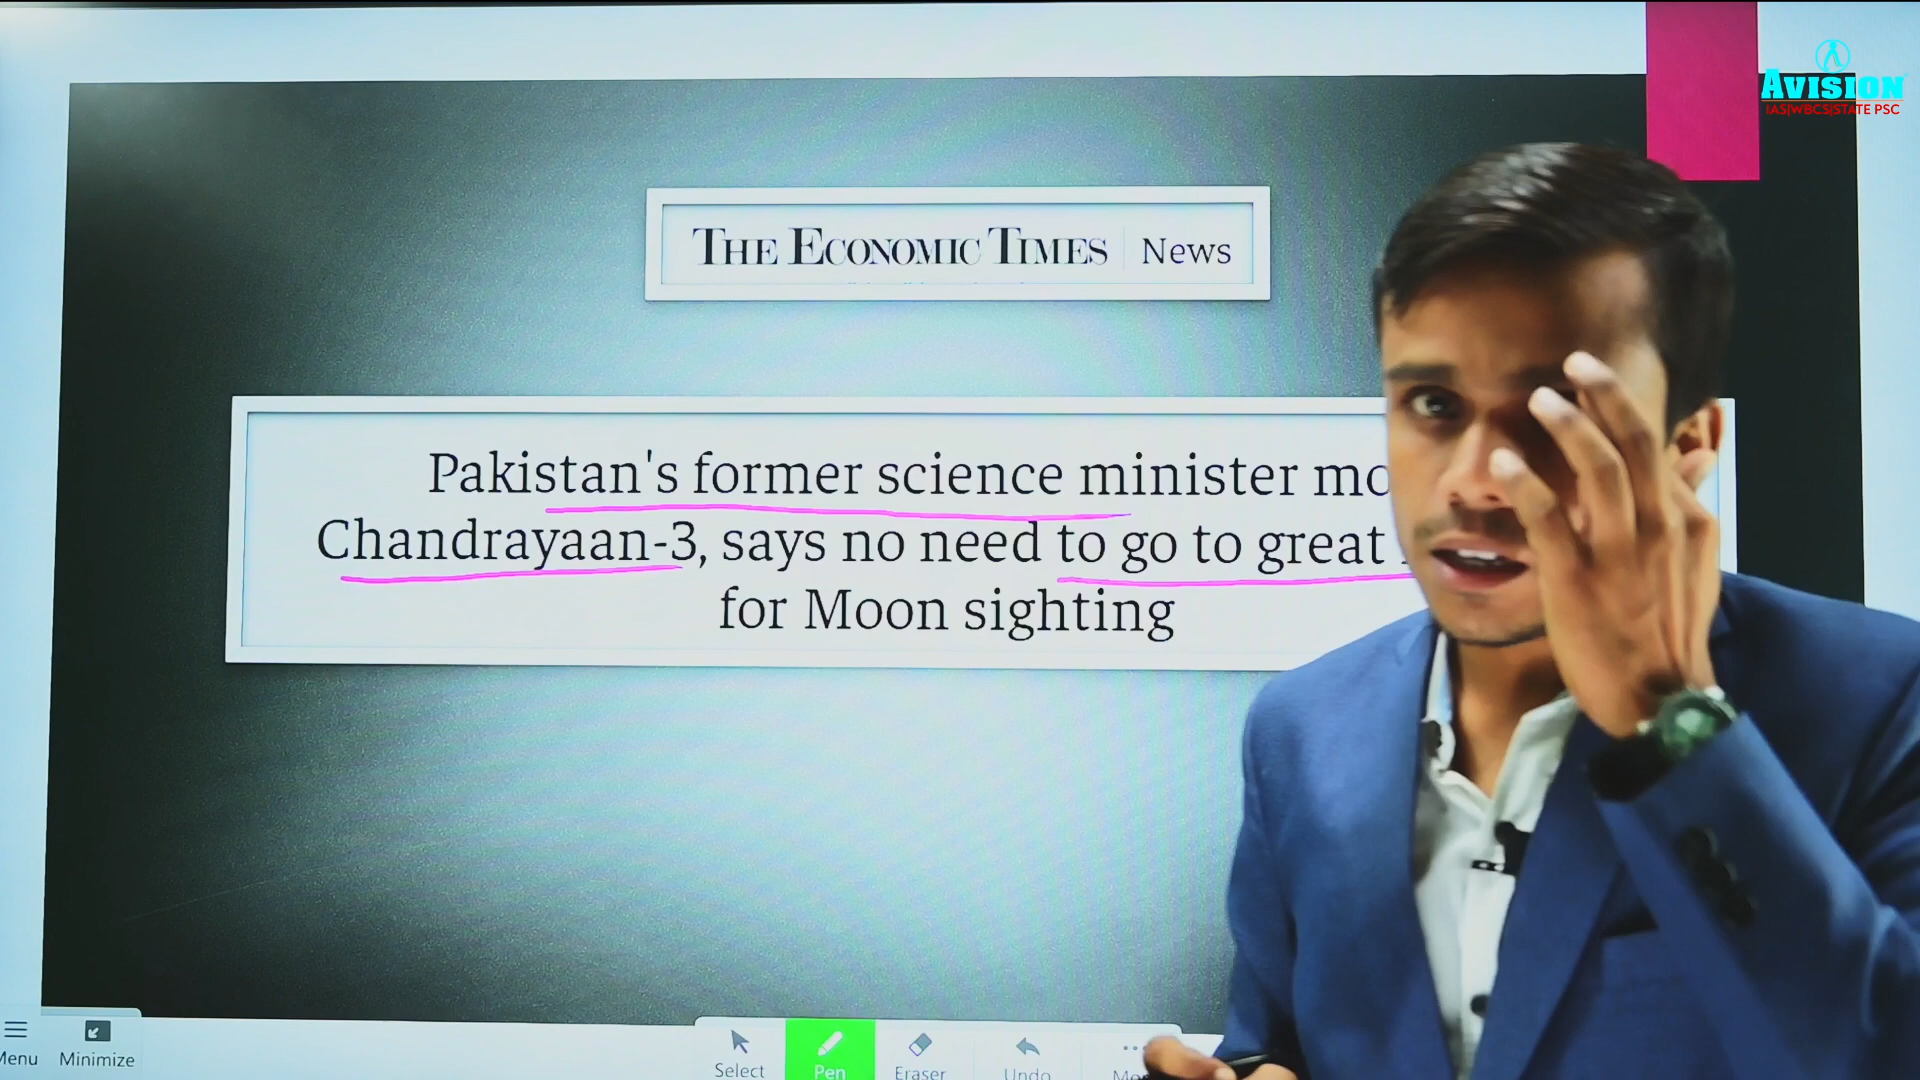 AVISION
IAS|WBCS|STATE PSC
THE ECONOMIC TIMES | News
Pakistan's former science minister
Chandrayaan-3, says no need to go to great
for Moon sighting
Menu
Minimize
Select
Pen
Eraser
Undo